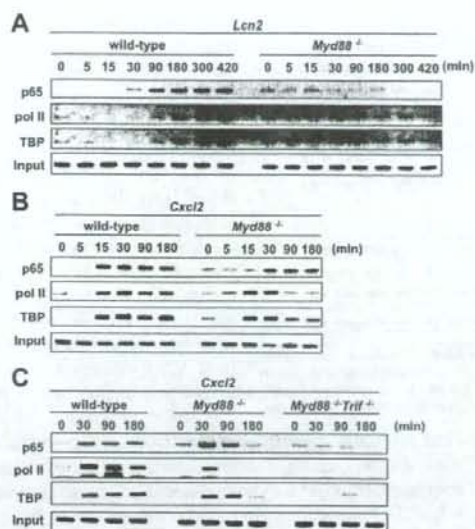 A
Lcn2
wild-type Myd88 -/-
0 5 15 30 90 180 300 420 0 5 15 30 90 180 300 420 (min)
p65
pol II
TBP
Input
B
Cxcl2
wild-type Myd88 -/-
0 5 15 30 90 180 0 5 15 30 90 180 (min)
p65
pol II
TBP
Input
C
Cxcl2
wild-type Myd88 -/- Myd88 -/- Trif -/-
0 30 90 180 0 30 90 180 0 30 90 180 (min)
p65
pol II
TBP
Input